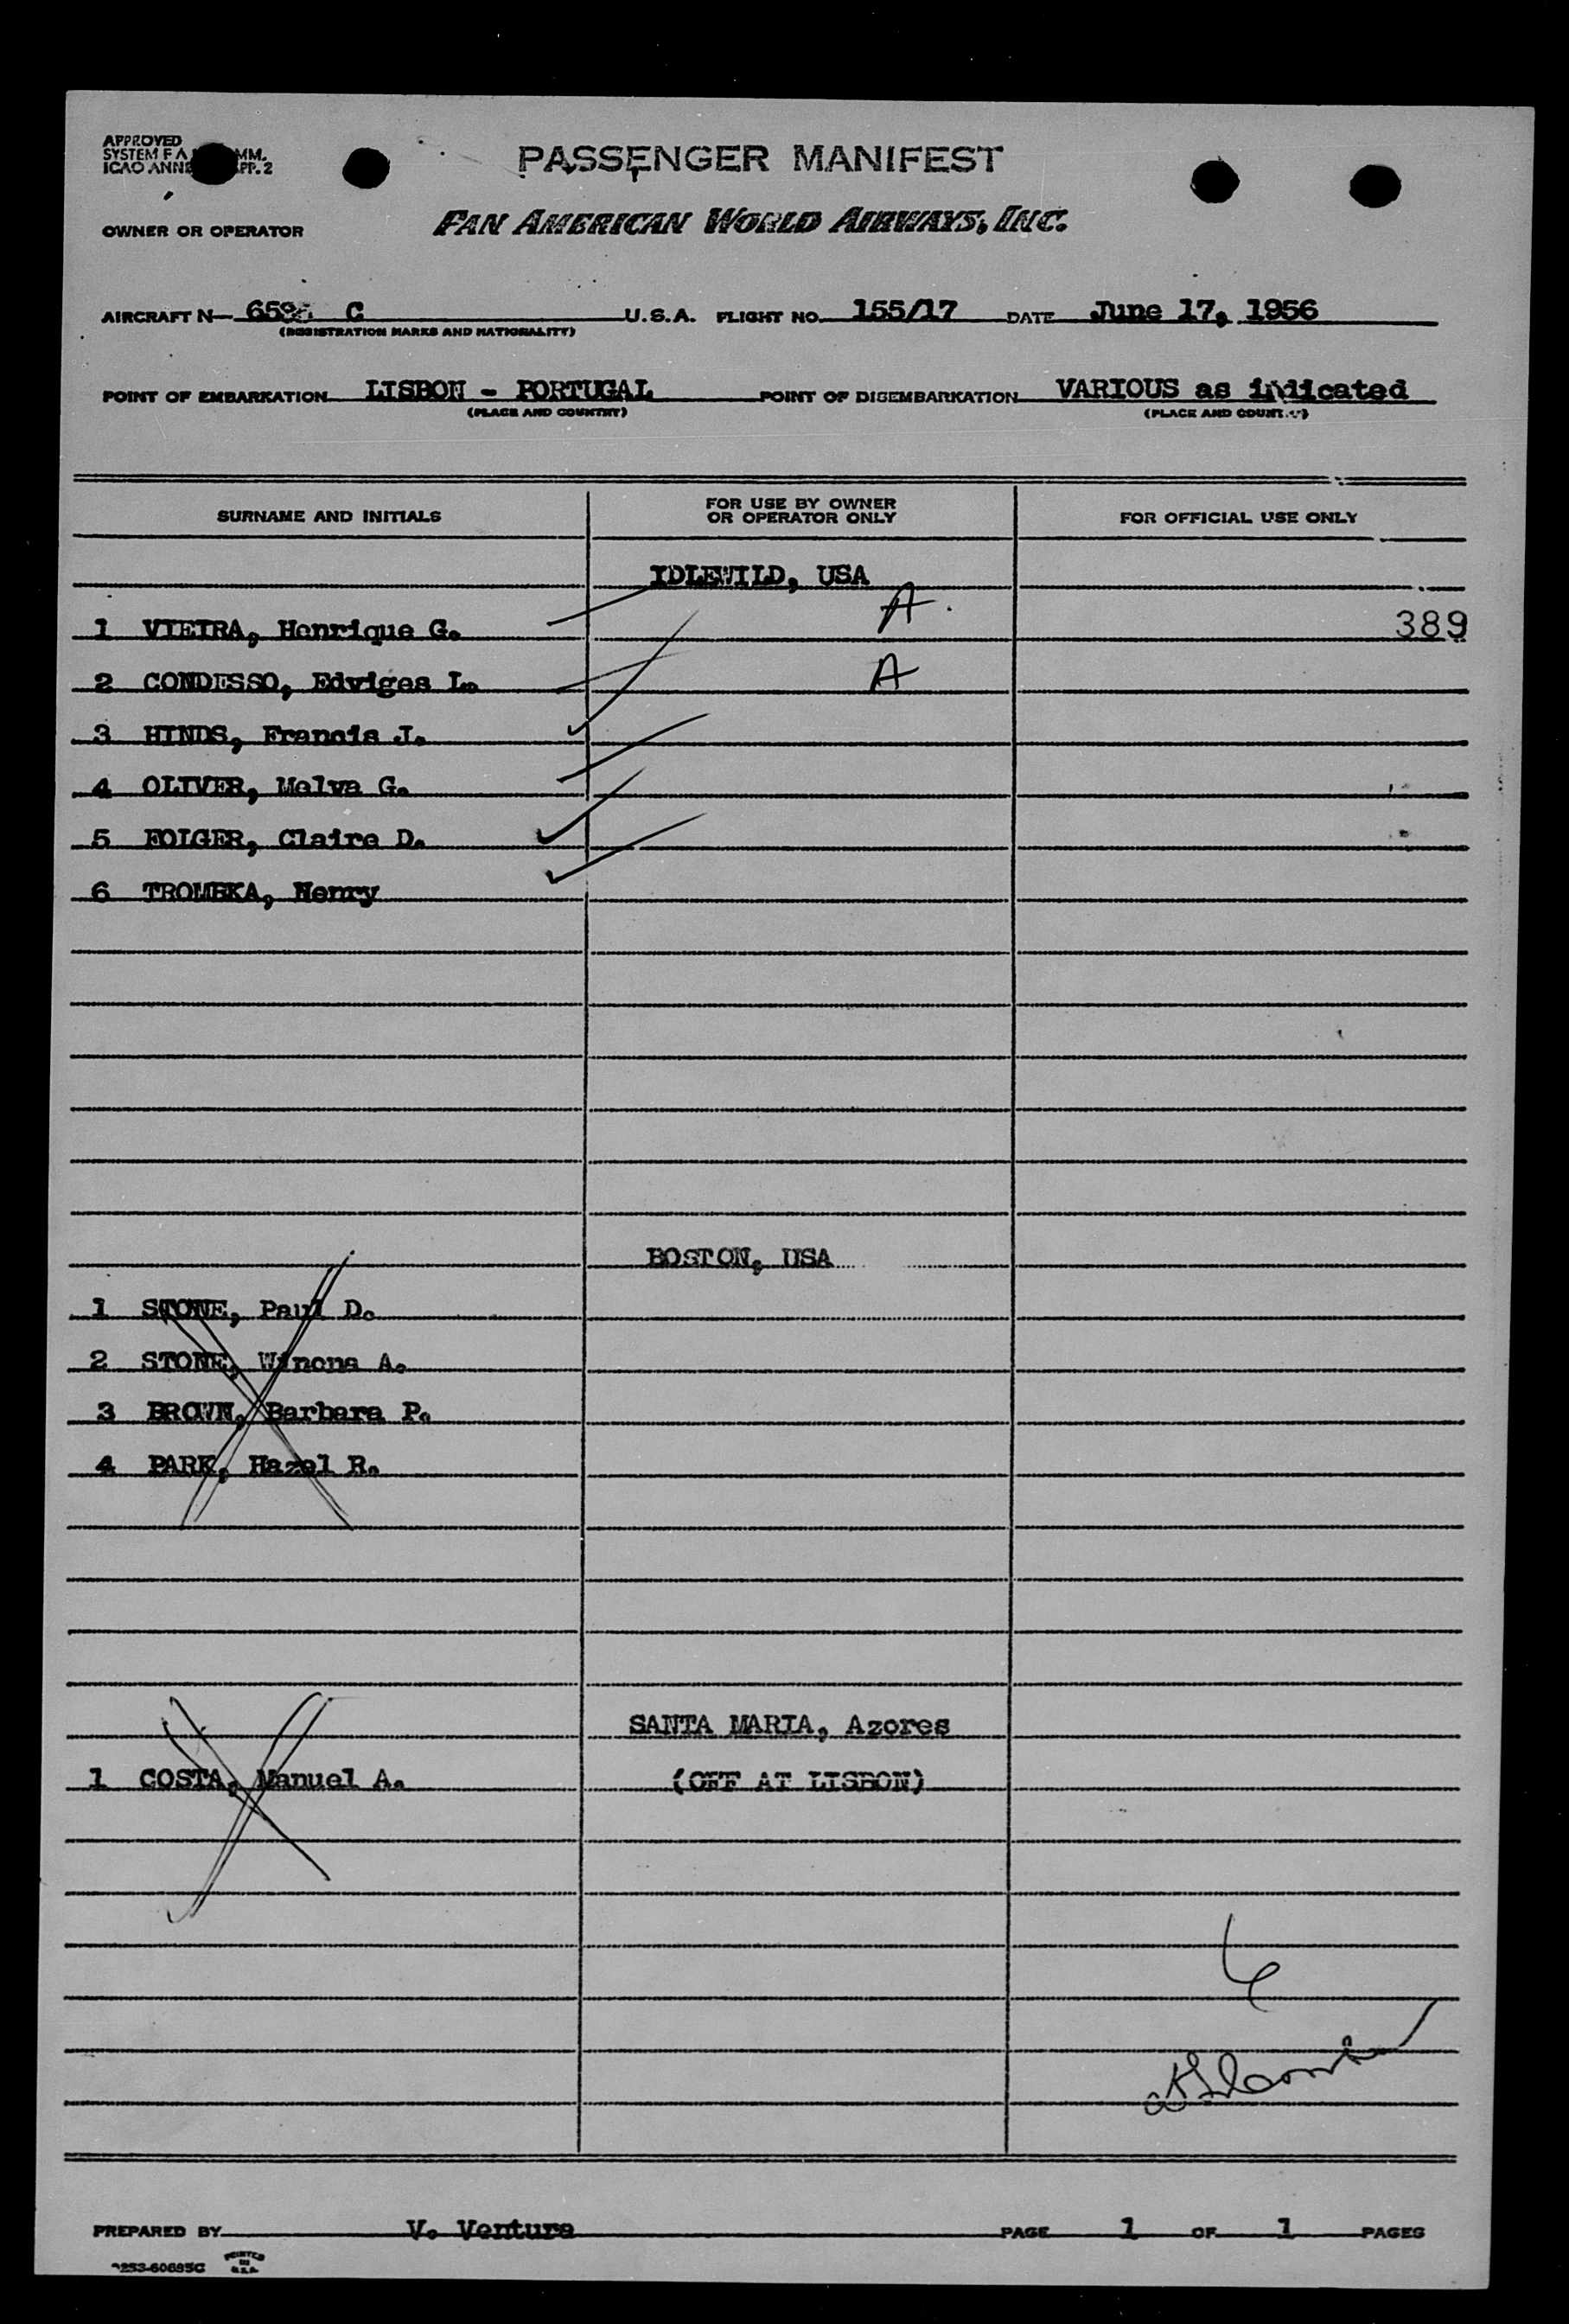 APPROVED
SYSTEM F A MM.
ICAO ANNE PP. 2
PASSENGER MANIFEST
OWNER OR OPERATOR PAN AMERICAN WORLD AIRWAYS, INC.
AIRCRAFT N C U.S.A. FLIGHT NO. 155/17 DATE June 17, 1956
(REGISTRATION MARKS AND NATIONALITY)
POINT OF EMBARKATION LISBON - PORTUGAL POINT OF DISEMBARKATION VARIOUS as indicated
(PLACE AND COUNTRY) (PLACE AND COUNTRY)
SURNAME AND INITIALS FOR USE BY OWNER OR OPERATOR ONLY FOR OFFICIAL USE ONLY
IDLEWILD, USA
1 VIEIRA, Henrique G. A 389
2 CONDESSO, Edviges L. A
3 HINDS, Francis J.
4 OLIVER, Melva G.
5 FOLGER, Claire D.
6 TROMBKA, Henry
BOSTON, USA
1 STONE, Paul D.
2 STONE, Winona A.
3 BROWN, Barbara P.
4 PARK, Hazel R.
SANTA MARIA, Azores
1 COSTA, Manuel A. (OFF AT LISBON)
6
PREPARED BY V. Ventura PAGE 1 OF 1 PAGES
PRINTED IN U.S.A.